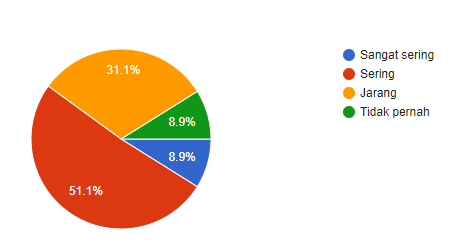 31.1%
8.9%
8.9%
51.1%
Sangat sering
Sering
Jarang
Tidak pernah